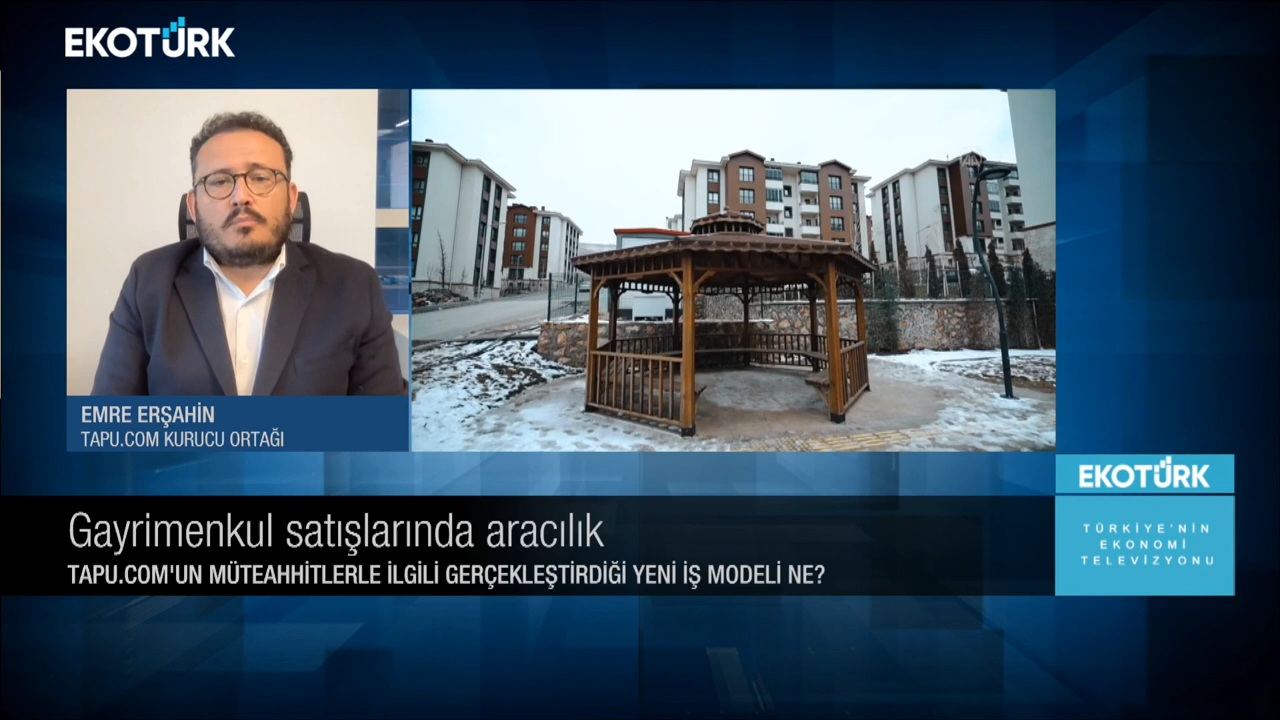 EKOTÜRK
EMRE ERŞAHİN
TAPU.COM KURUCU ORTAĞI
EKOTÜRK
Gayrimenkul satışlarında aracılık
TAPU.COM'UN MÜTEAHHİTLERLE İLGİLİ GERÇEKLEŞTİRDİĞİ YENİ İŞ MODELİ NE?
TÜRKİYE'NİN
EKONOMİ
TELEVİZYONU